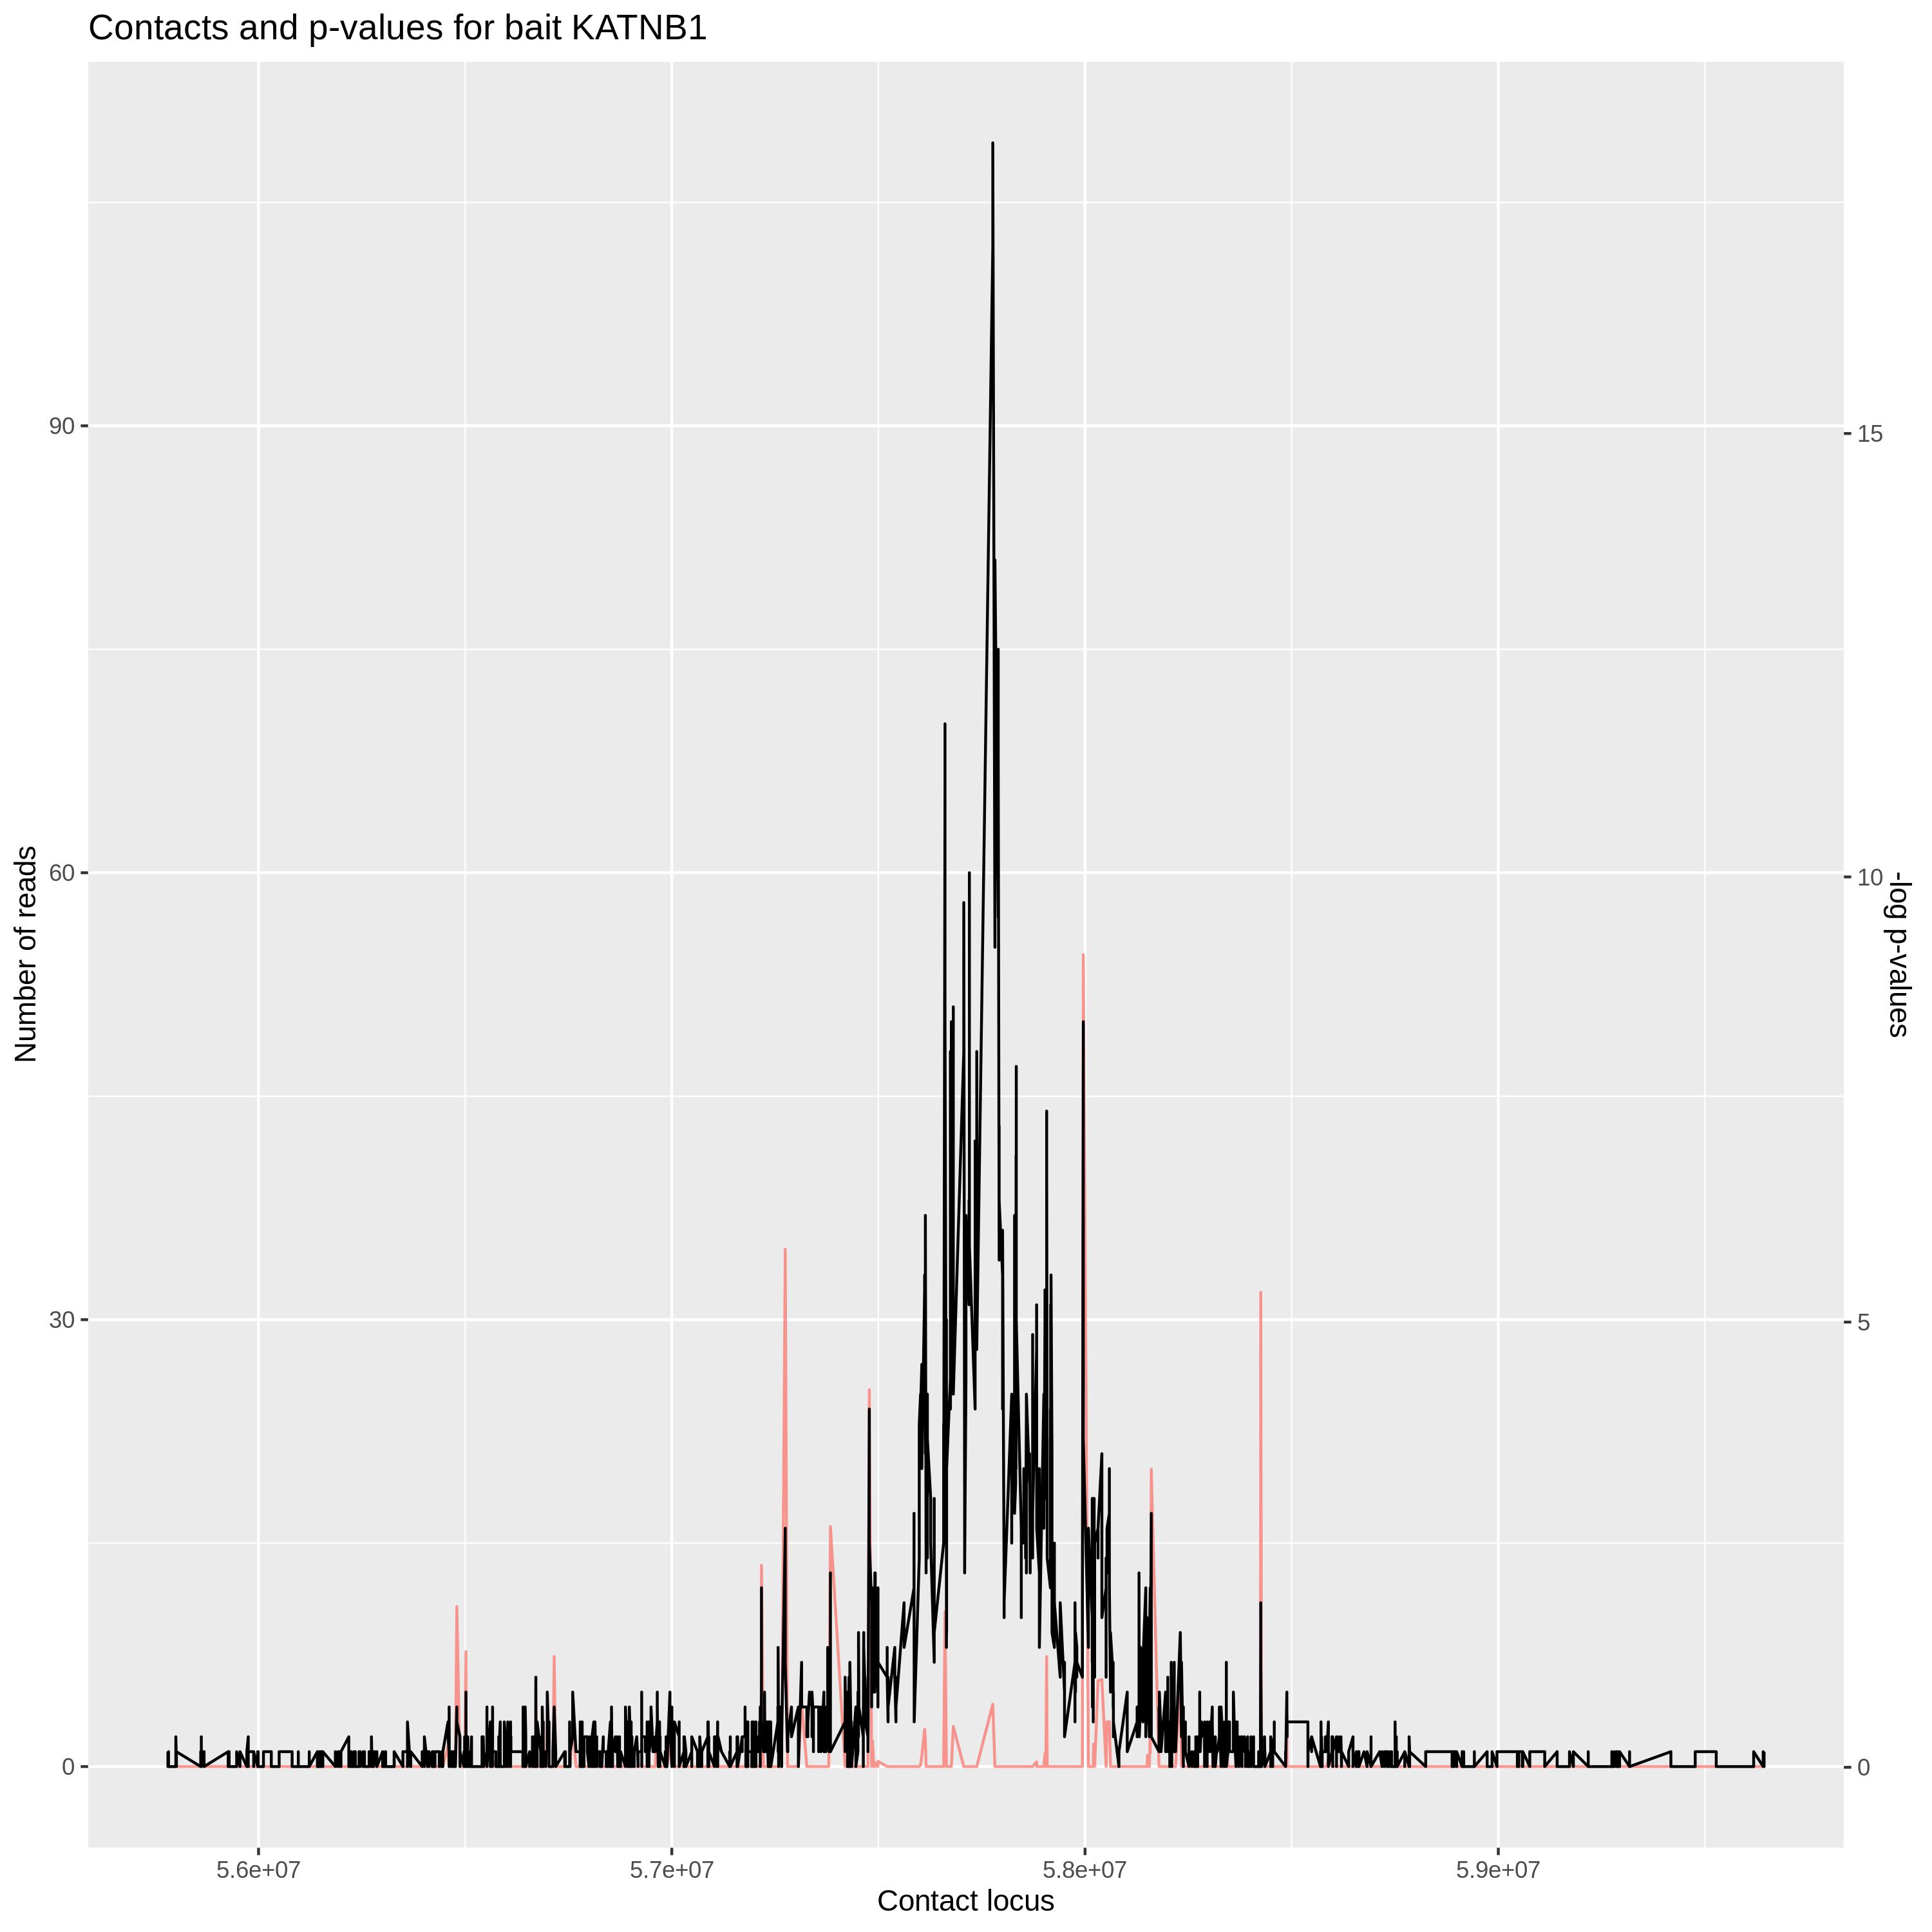 Contacts and p-values for bait KATNB1
Number of reads
90
60
30
0
15
10
5
0
-log p-values
5.6e+07 5.7e+07 5.8e+07 5.9e+07
Contact locus